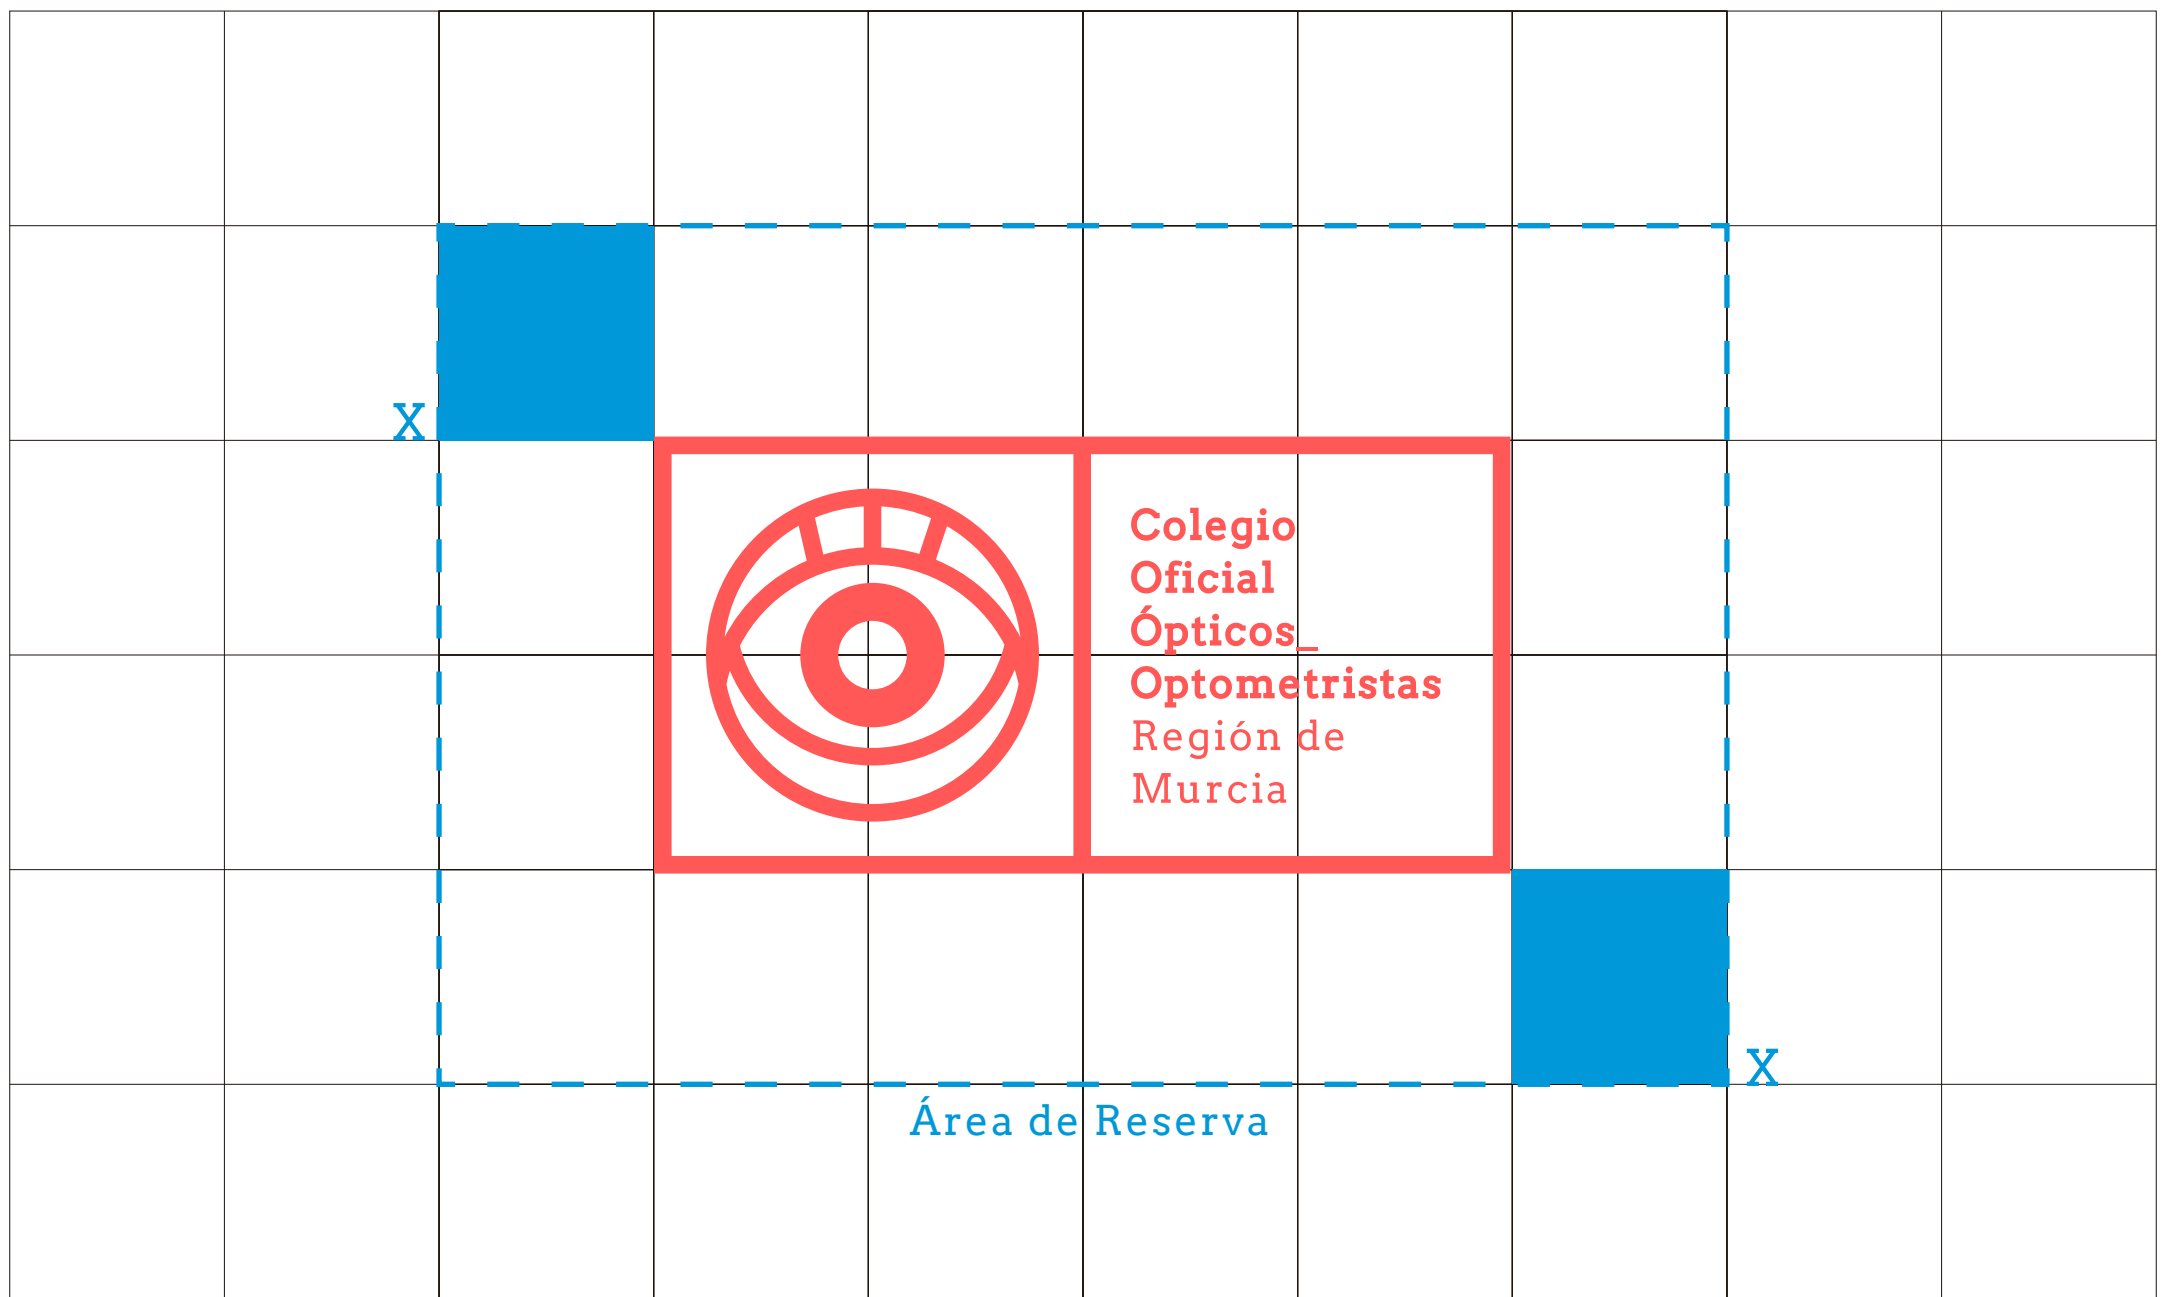 x
Colegio
Oficial
Ópticos_
Optometristas
Región de
Murcia
x
Área de Reserva